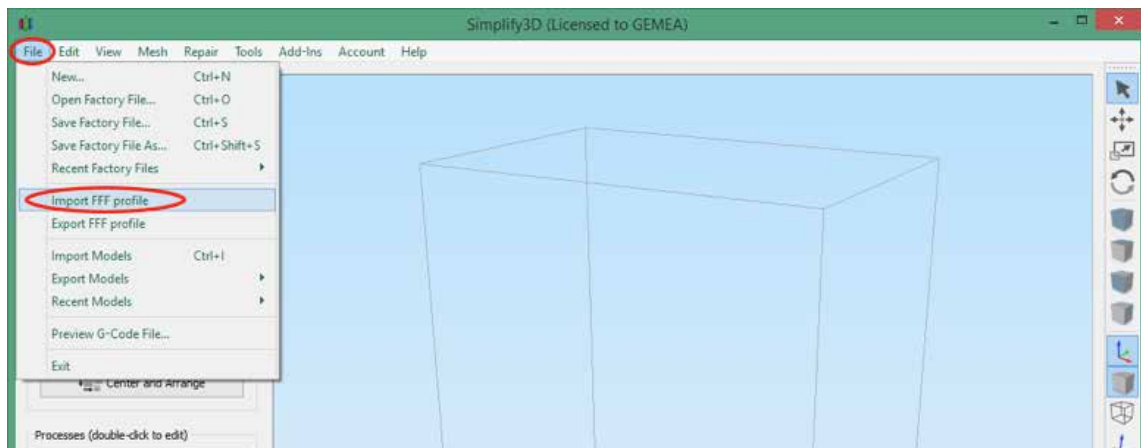 Simplify3D (Licensed to GEMEA)
File Edit View Mesh Repair Tools Add-Ins Account Help
New... Ctrl+N
Open Factory File... Ctrl+O
Save Factory File... Ctrl+S
Save Factory File As... Ctrl+Shift+S
Recent Factory Files
Import FFF profile
Export FFF profile
Import Models Ctrl+I
Export Models
Recent Models
Preview G-Code File...
Exit
Center and Arrange
Processes (double-click to edit)